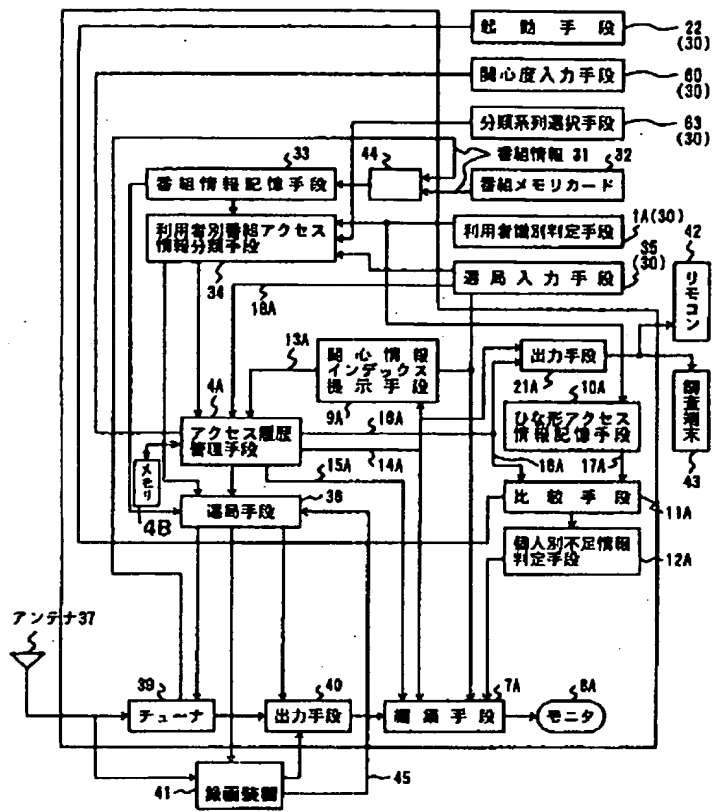 起動手段
22
(30)
関心度入力手段
60
(30)
分類系列選択手段
63
(30)
番組情報 31
33
44
32
番組情報記憶手段
番組メモリカード
利用者別番組アクセス
情報分類手段
34
利用者識別判定手段
1A(30)
35
(30)
選局入力手段
42
リモコン
18A
13A
関心情報
インデックス
提示手段
9A
出力手段
21A
10A
ひな形アクセス
情報記憶手段
調査端末
43
4A
アクセス履歴
管理手段
16A
14A
15A
16A
17A
メモリ
4B
選局手段
36
比較手段
11A
個人別不足情報
判定手段
12A
アンテナ37
39
チューナ
40
出力手段
7A
編集手段
8A
モニタ
41
録画装置
45